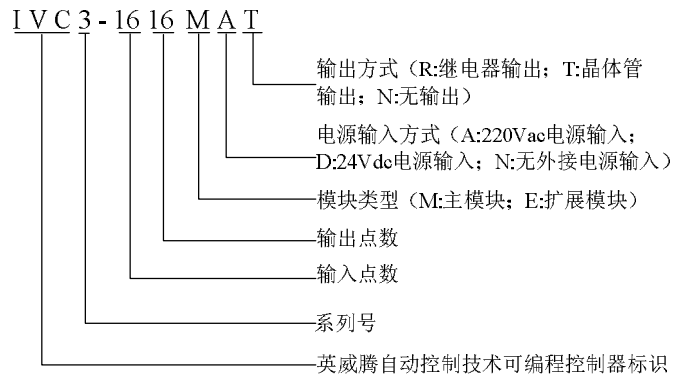 IVC3-1616MAT
输出方式（R:继电器输出；T:晶体管
输出；N:无输出）
电源输入方式（A:220Vac电源输入；
D:24Vdc电源输入；N:无外接电源输入）
模块类型（M:主模块；E:扩展模块）
输出点数
输入点数
系列号
英威腾自动控制技术可编程控制器标识